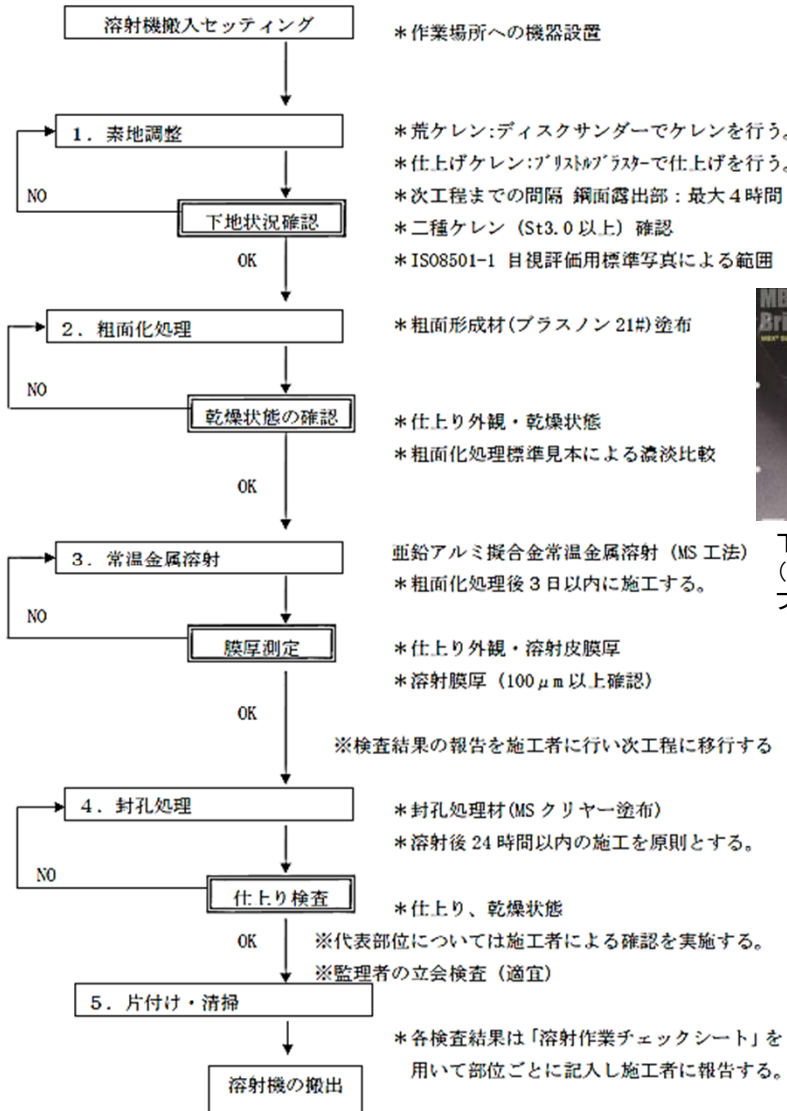 溶射機搬入セッティング
＊作業場所への機器設置
1．素地調整
＊荒ケレン:ディスクサンダーでケレンを行う。
＊仕上げケレン:ﾌﾞﾘｽﾄﾙﾌﾞﾗｽﾀｰで仕上げを行う。
NO
＊次工程までの間隔 鋼面露出部：最大４時間
下地状況確認
＊二種ケレン（St3.0 以上）確認
OK
＊ISO8501-1 目視評価用標準写真による範囲
MB
Bri
2．粗面化処理
＊粗面形成材(ブラスノン 21#)塗布
NO
乾燥状態の確認
＊仕上り外観・乾燥状態
＊粗面化処理標準見本による濃淡比較
OK
3．常温金属溶射
亜鉛アルミ擬合金常温金属溶射（MS 工法）
＊粗面化処理後３日以内に施工する。
NO
膜厚測定
＊仕上り外観・溶射皮膜厚
＊溶射膜厚（100μm 以上確認）
OK
※検査結果の報告を施工者に行い次工程に移行する
4．封孔処理
＊封孔処理材(MS クリヤー塗布)
＊溶射後 24 時間以内の施工を原則とする。
NO
仕上り検査
＊仕上り、乾燥状態
OK
※代表部位については施工者による確認を実施する。
※監理者の立会検査（適宜）
5．片付け・清掃
＊各検査結果は「溶射作業チェックシート」を
用いて部位ごとに記入し施工者に報告する。
溶射機の搬出